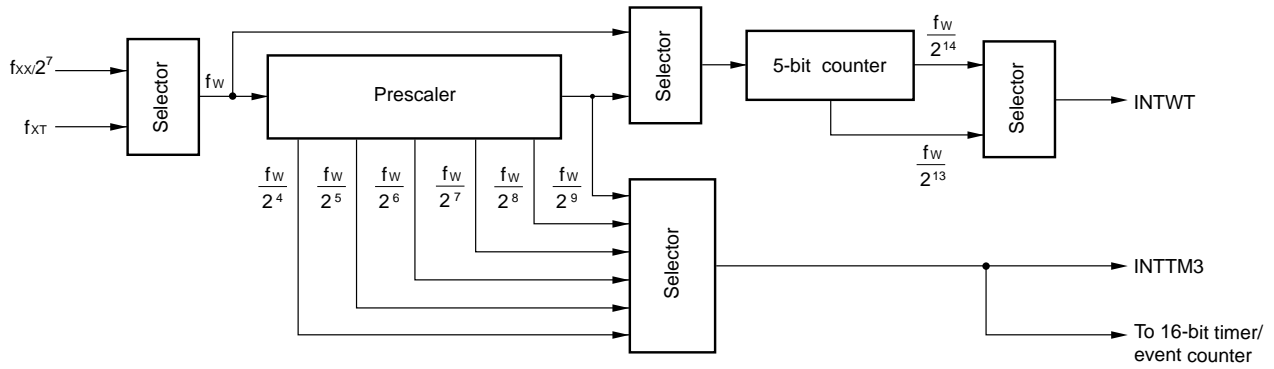 fXX/2^7
fXT
Selector
fW
Prescaler
Selector
5-bit counter
fW
2^14
fW
2^13
Selector
INTWT
fW
2^4
fW
2^5
fW
2^6
fW
2^7
fW
2^8
fW
2^9
Selector
INTTM3
To 16-bit timer/
event counter